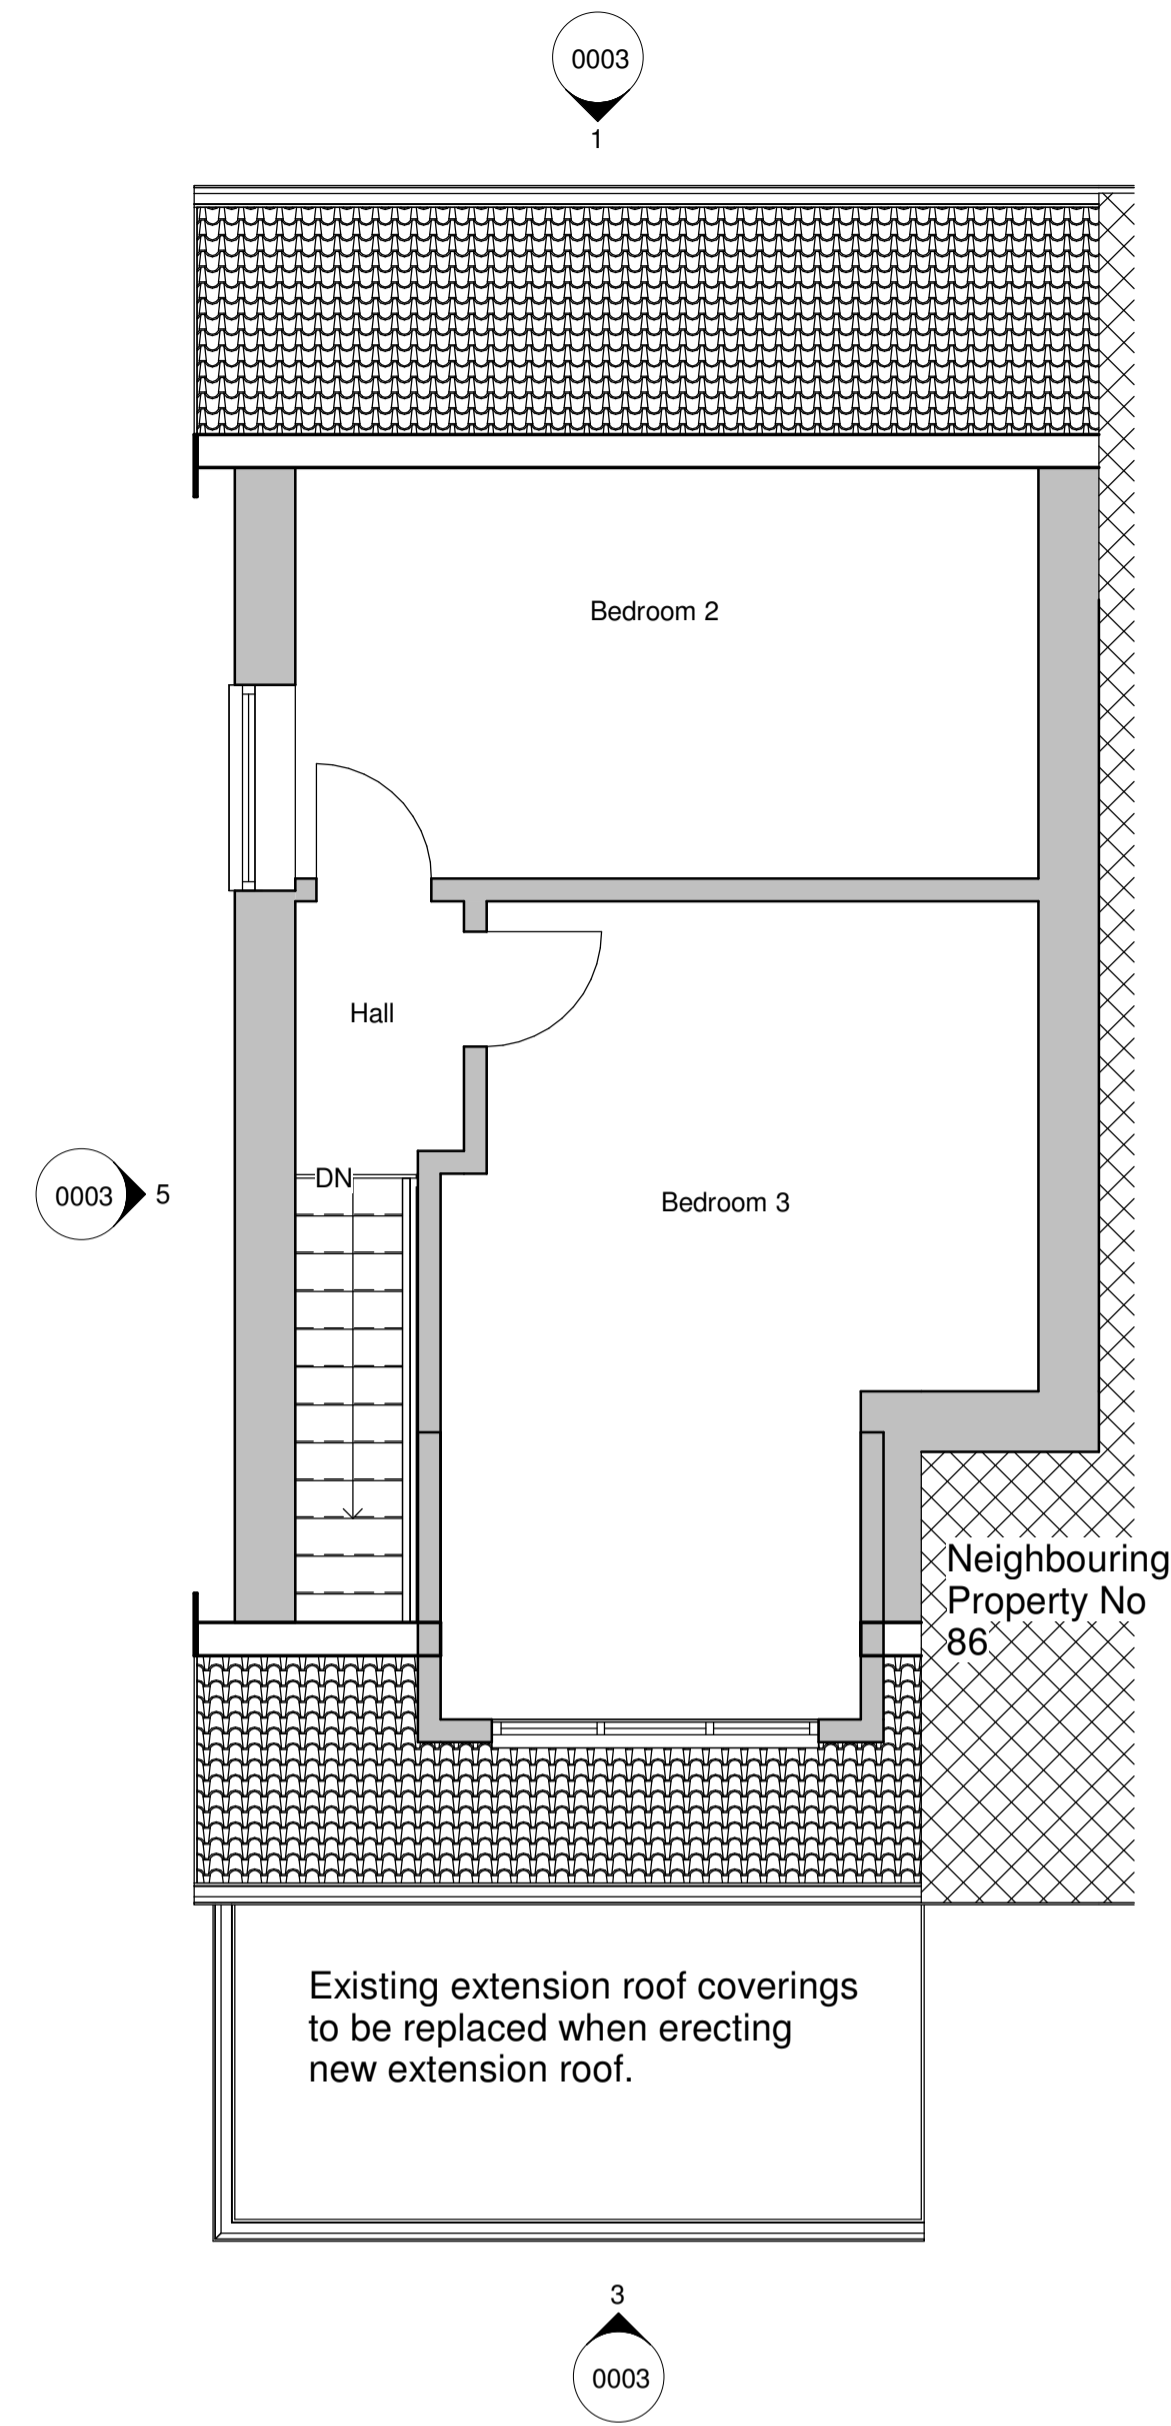 0003
1
Bedroom 2
Hall
DN
0003 5
Bedroom 3
Neighbouring
Property No
86
Existing extension roof coverings
to be replaced when erecting
new extension roof.
3
0003